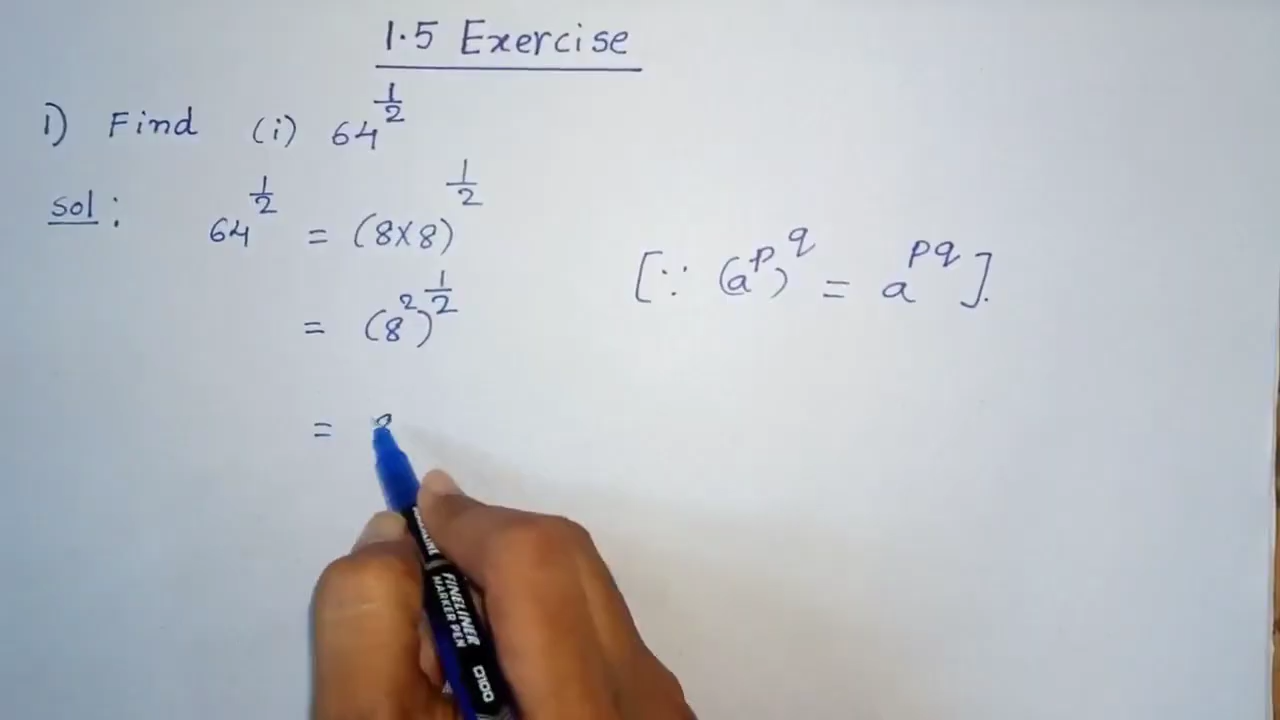 1.5 Exercise
1) Find (i) 64^{1/2}
Sol: 64^{1/2} = (8×8)^{1/2}
= (8^2)^{1/2} [∵ (a^p)^q = a^{pq}].
= 8
FINELINER
MARKER PEN